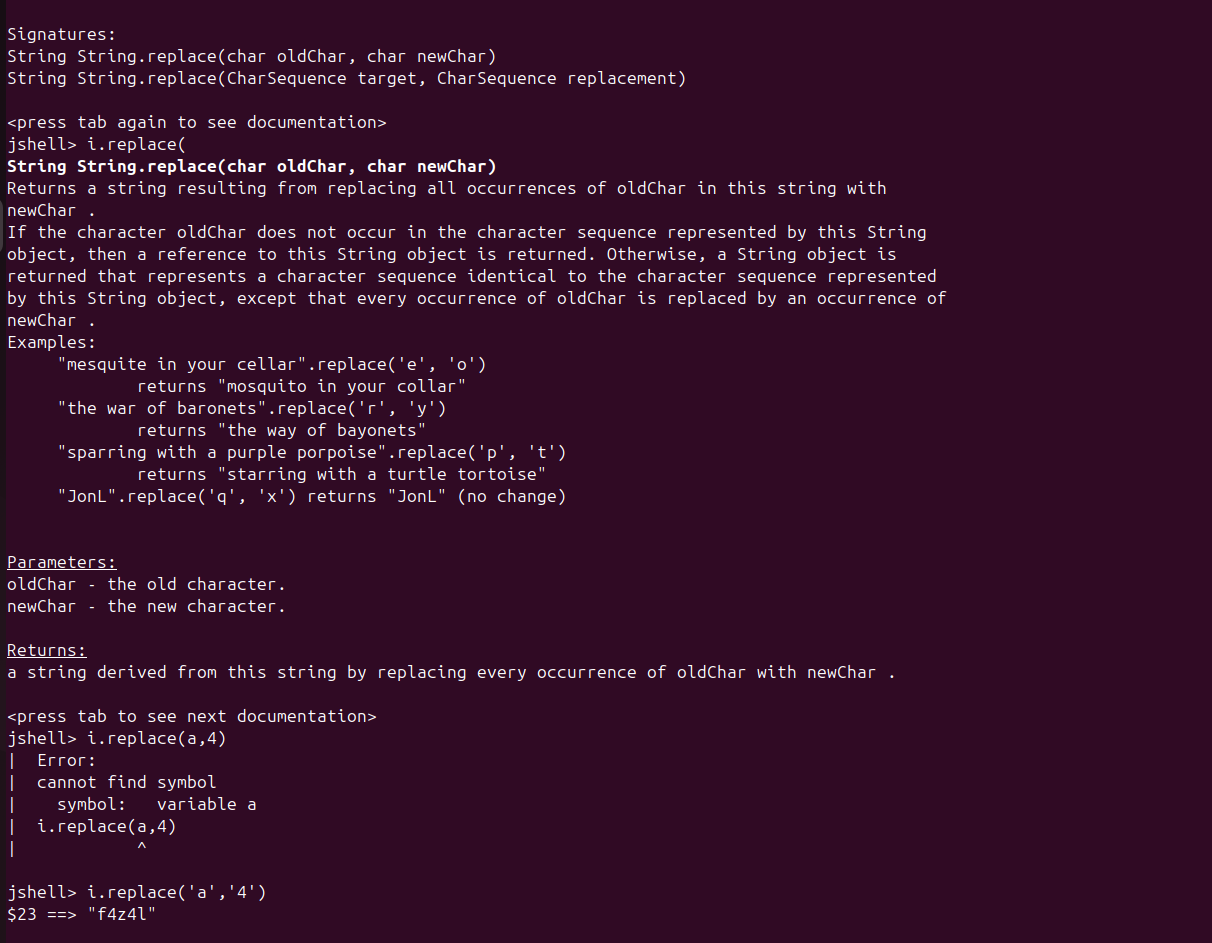 Signatures:
String String.replace(char oldChar, char newChar)
String String.replace(CharSequence target, CharSequence replacement)

<press tab again to see documentation>
jshell> i.replace(
String String.replace(char oldChar, char newChar)
Returns a string resulting from replacing all occurrences of oldChar in this string with
newChar .
If the character oldChar does not occur in the character sequence represented by this String
object, then a reference to this String object is returned. Otherwise, a String object is
returned that represents a character sequence identical to the character sequence represented
by this String object, except that every occurrence of oldChar is replaced by an occurrence of
newChar .
Examples:
     "mesquite in your cellar".replace('e', 'o')
             returns "mosquito in your collar"
     "the war of baronets".replace('r', 'y')
             returns "the way of bayonets"
     "sparring with a purple porpoise".replace('p', 't')
             returns "starring with a turtle tortoise"
     "JonL".replace('q', 'x') returns "JonL" (no change)

Parameters:
oldChar - the old character.
newChar - the new character.

Returns:
a string derived from this string by replacing every occurrence of oldChar with newChar .

<press tab to see next documentation>
jshell> i.replace(a,4)
|  Error:
|  cannot find symbol
|    symbol:   variable a
|  i.replace(a,4)
|            ^

jshell> i.replace('a','4')
$23 ==> "f4z4l"